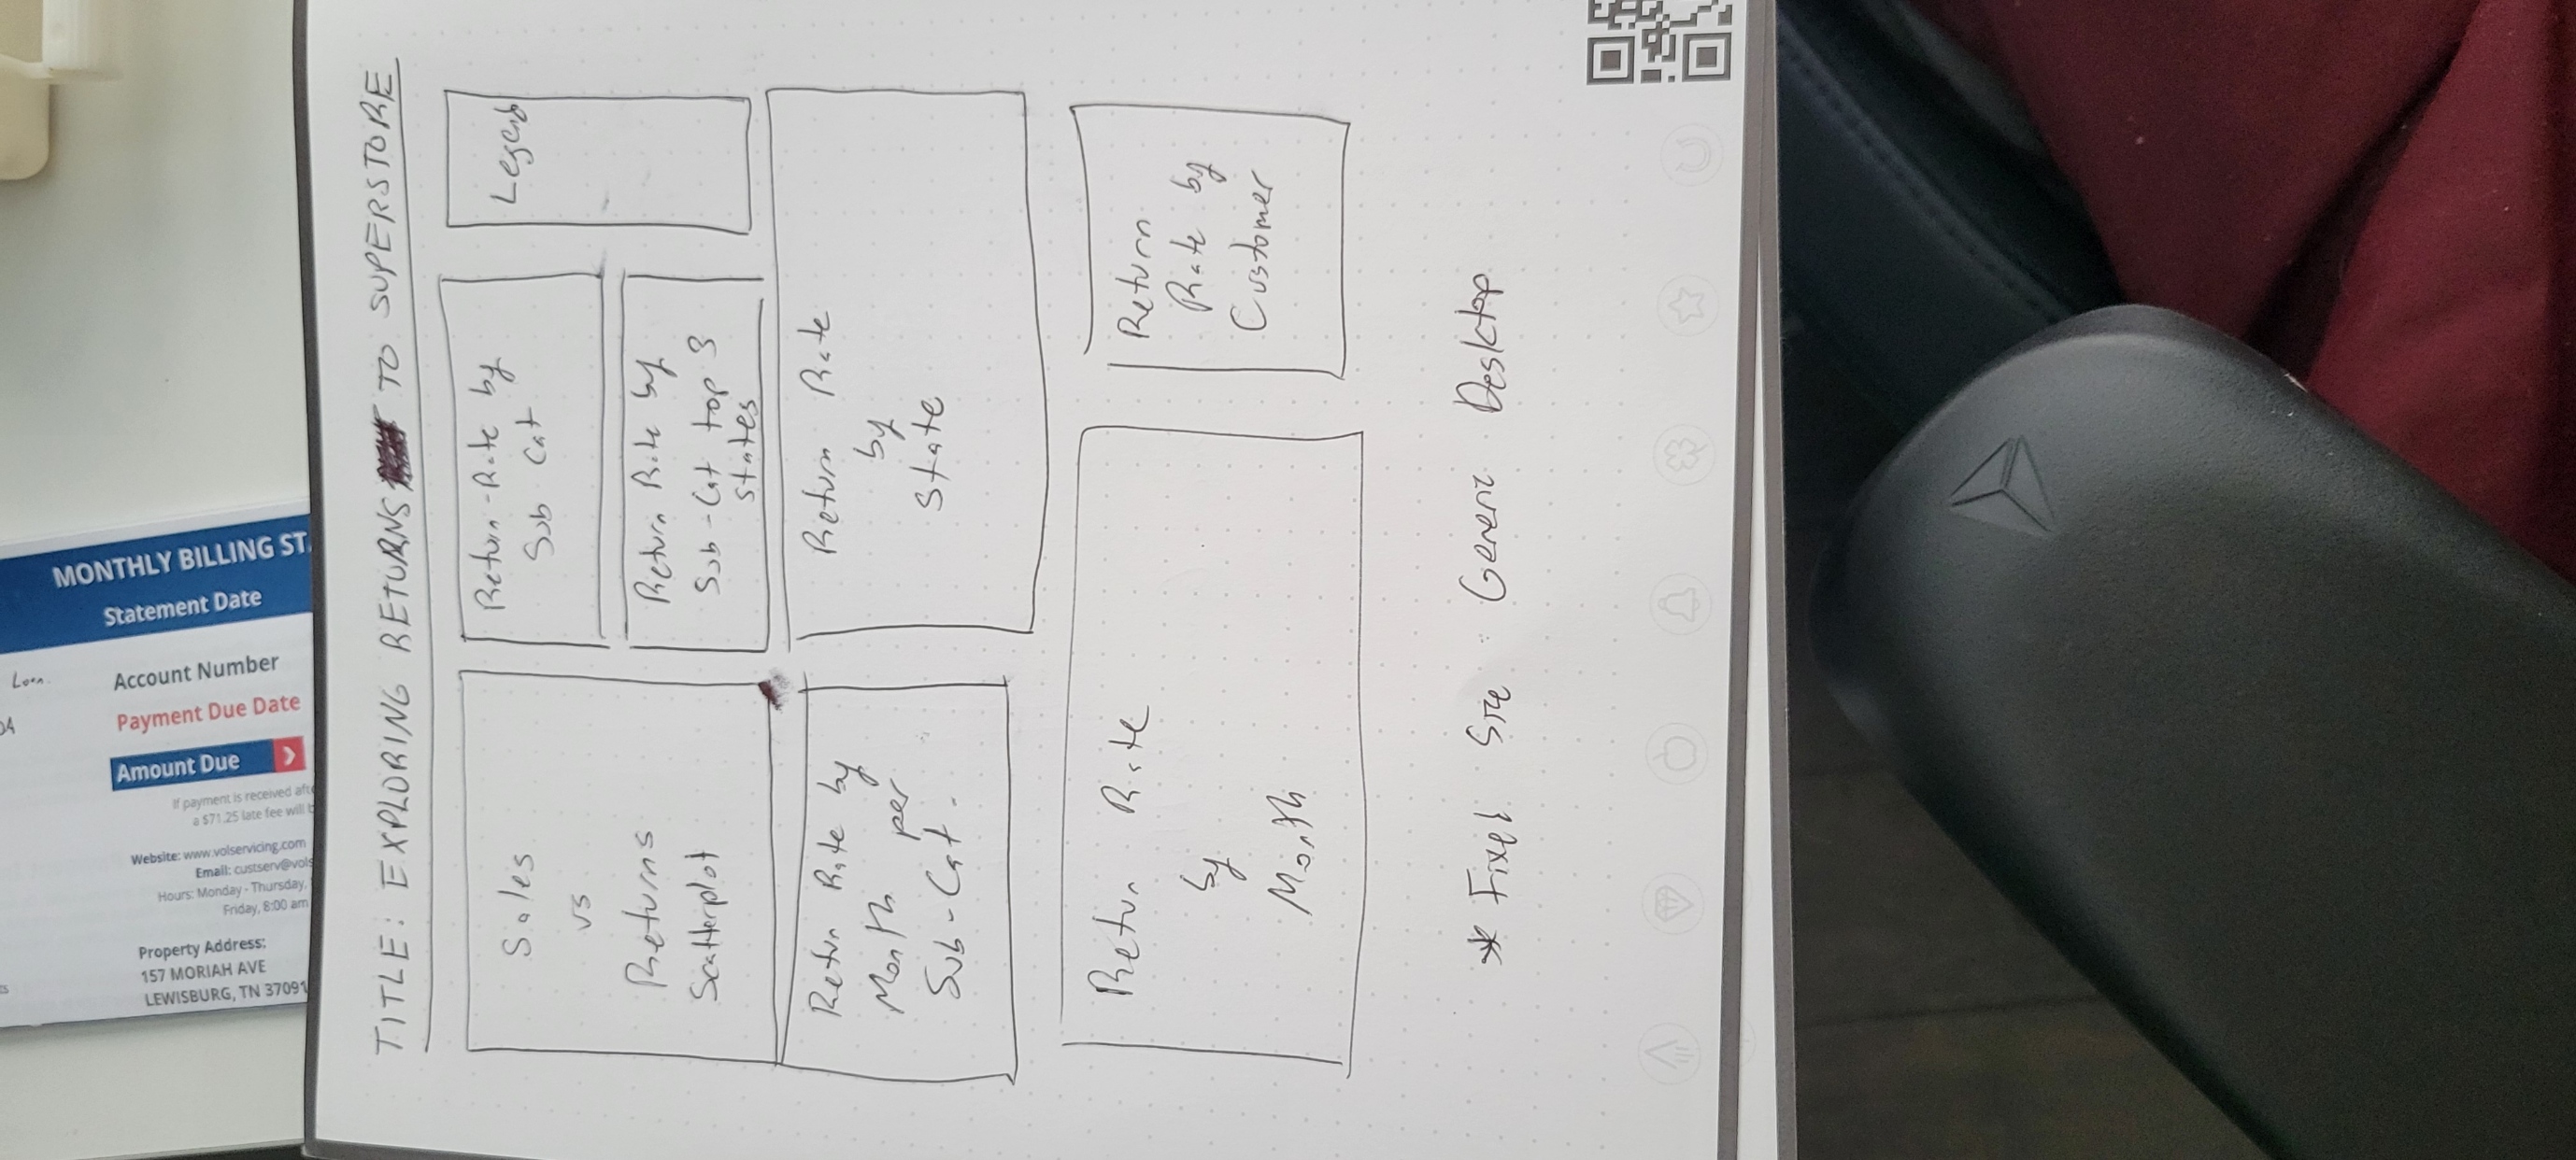 MONTHLY BILLING ST
Statement Date
Account Number
Payment Due Date
Amount Due
If payment is received afte
a $71.25 late fee will b
Website: www.volservicing.com
Email: custserv@vols
Hours: Monday - Thursday,
Friday, 8:00 am
Property Address:
157 MORIAH AVE
LEWISBURG, TN 37091
TITLE: EXPLORING RETURNS TO SUPERSTORE
Sales
vs
Returns
Scatterplot
Return-Rate by
Sub Cat
Return Rate by
Sub-Cat top 3
states
Legend
Retun Rate by
Month per
Sub-Cat.
Return Rate
by
State
Retun Rate
by
Month
Return
Rate by
Customer
* Fixed Size Generic Desktop